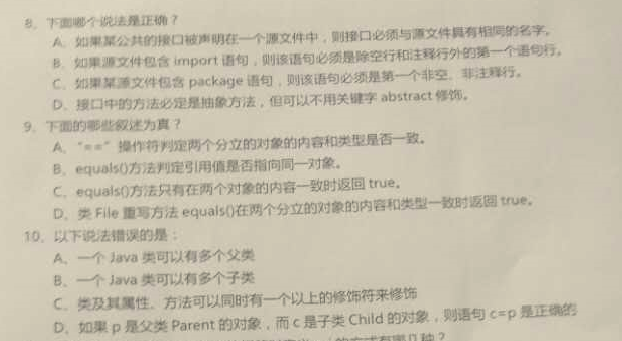 8、下面哪个说法是正确？
A、如果某公共的接口被声明在一个源文件中，则接口必须与源文件具有相同的名字。
B、如果源文件包含 import 语句，则该语句必须是除空行和注释行外的第一个语句行。
C、如果某源文件包含 package 语句，则该语句必须是第一个非空、非注释行。
D、接口中的方法必定是抽象方法，但可以不用关键字 abstract 修饰。
9、下面的哪些叙述为真？
A、"==" 操作符判定两个分立的对象的内容和类型是否一致。
B、equals()方法判定引用值是否指向同一对象。
C、equals()方法只有在两个对象的内容一致时返回 true。
D、类 File 重写方法 equals()在两个分立的对象的内容和类型一致时返回 true。
10、以下说法错误的是：
A、一个 Java 类可以有多个父类
B、一个 Java 类可以有多个子类
C、类及其属性、方法可以同时有一个以上的修饰符来修饰
D、如果 p 是父类 Parent 的对象，而 c 是子类 Child 的对象，则语句 c=p 是正确的